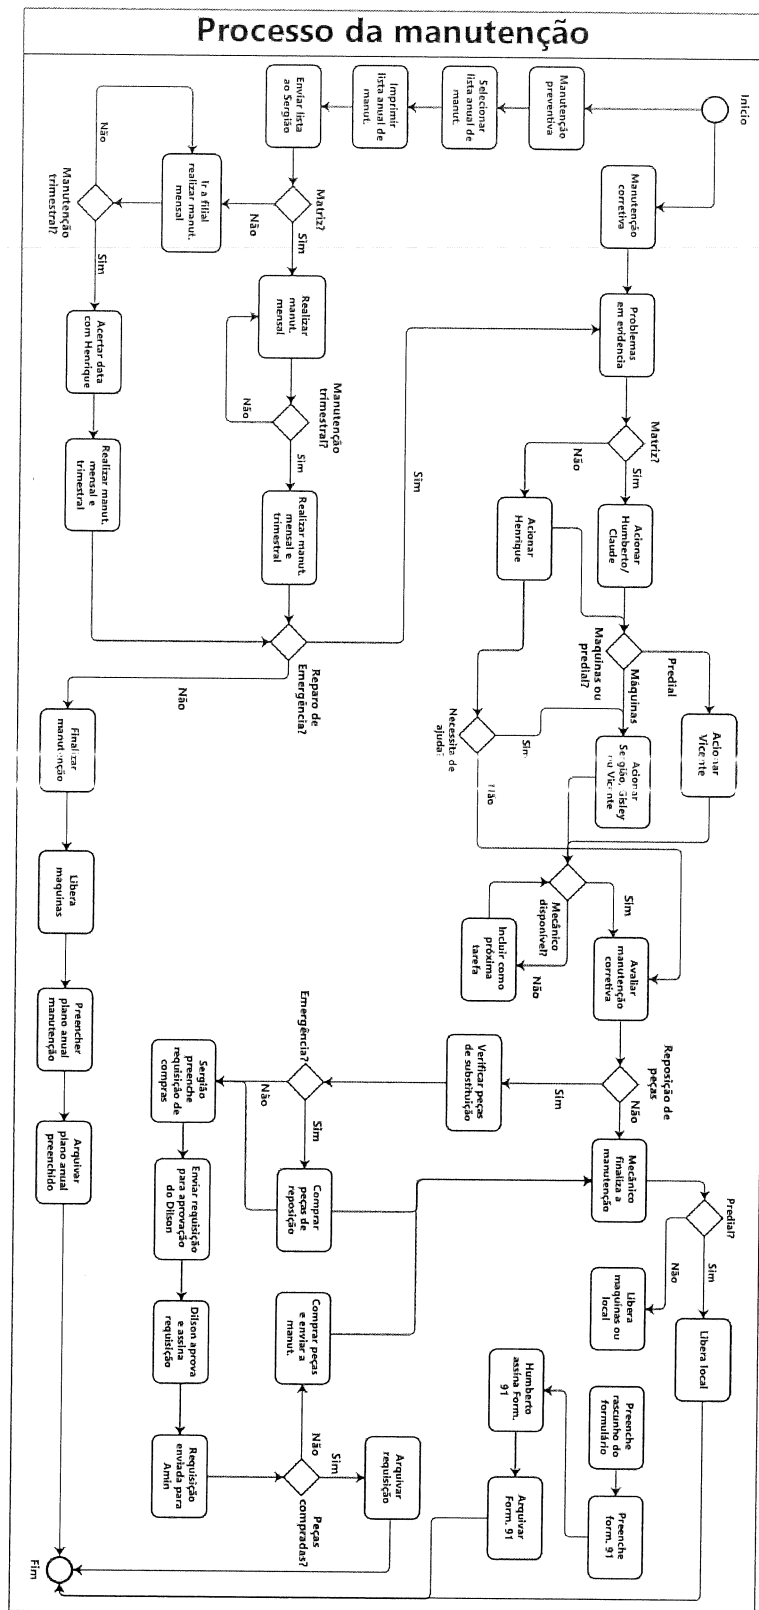 Processo da manutenção
Início
Manutenção
preventiva
Selecionar
lista anual de
manut.
Imprimir
lista anual de
manut.
Enviar lista
ao Sergião
Matriz?
Não
Sim
Ir a filial
realizar manut.
mensal
Manutenção
trimestral?
Não
Sim
Acertar data
com Henrique
Realizar manut.
mensal e
trimestral
Realizar
manut.
mensal
Manutenção
trimestral?
Não
Sim
Realizar manut.
mensal e
trimestral
Reparo de
Emergência?
Sim
Não
Finalizar
manutenção
Libera
maquinas
Preencher
plano anual
manutenção
Arquivar
plano anual
preenchido
Manutenção
corretiva
Problemas
em evidencia
Matriz?
Sim
Não
Acionar
Humberto/
Claude
Acionar
Henrique
Maquinas ou
predial?
Predial
Máquinas
Acionar
Vicente
Acionar
Sergião, Gisley
ou Vicente
Necessita de
ajuda?
Sim
Não
Mecânico
disponível?
Sim
Não
Incluir como
próxima
tarefa
Avaliar
manutenção
corretiva
Reposição de
peças
Não
Sim
Verificar peças
de substituição
Emergência?
Sim
Não
Comprar
peças de
reposição
Sergião
preenche
requisição de
compras
Enviar requisição
para aprovação
do Dilson
Dilson aprova
e assina
requisição
Requisição
enviada para
Amin
Peças
compradas?
Não
Sim
Comprar peças
e enviar a
manut.
Arquivar
requisição
Mecânico
finaliza a
manutenção
Predial?
Sim
Não
Libera local
Libera
maquinas ou
local
Preenche
rascunho do
formulário
Preenche
form. 91
Humberto
assina Form.
91
Arquivar
Form. 91
Fim